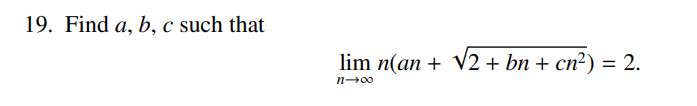 19. Find a, b, c such that
lim n→∞ n(an + √(2 + bn + cn²)) = 2.